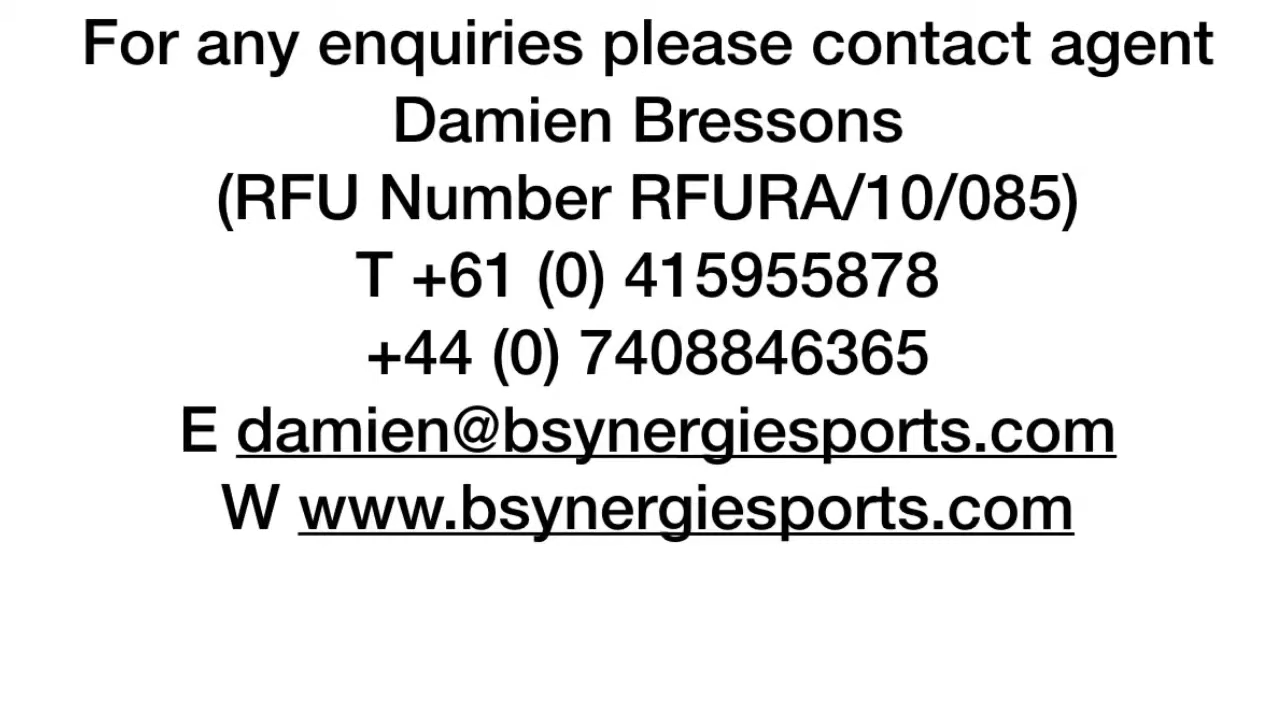 For any enquiries please contact agent
Damien Bressons
(RFU Number RFURA/10/085)
T +61 (0) 415955878
+44 (0) 7408846365
E damien@bsynergiesports.com
W www.bsynergiesports.com